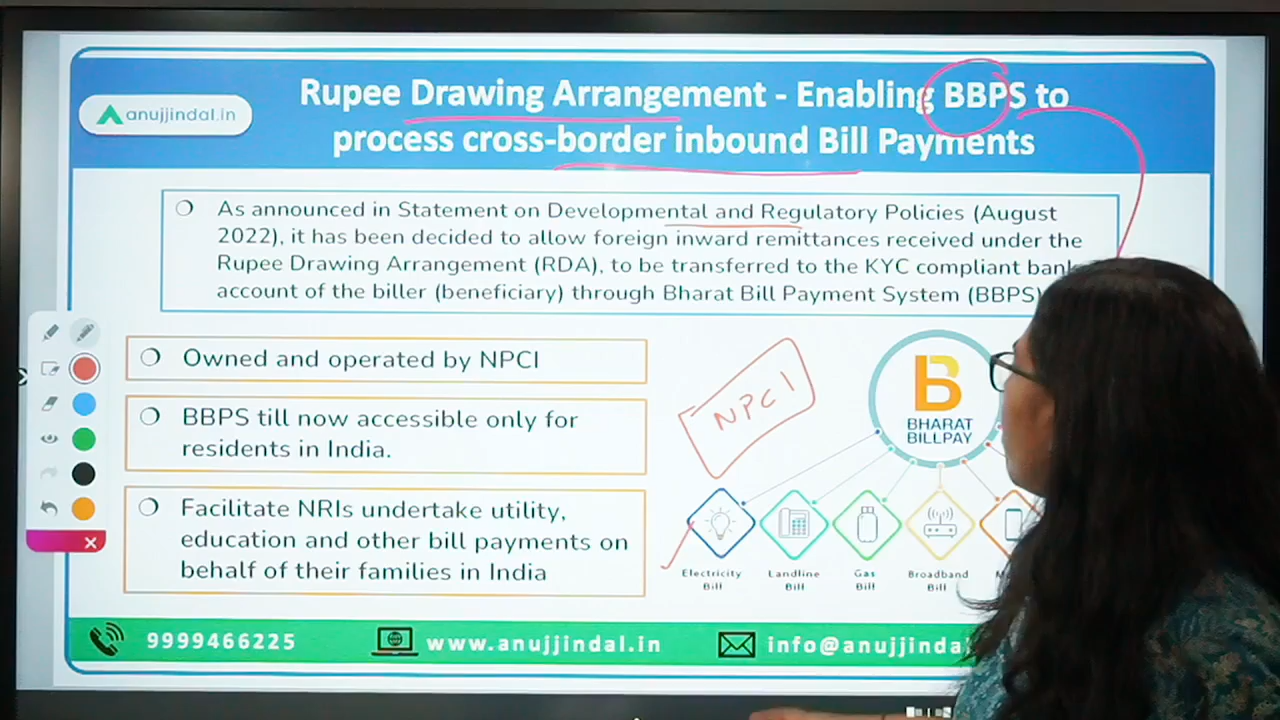 anujjindal.in
Rupee Drawing Arrangement - Enabling BBPS to
process cross-border inbound Bill Payments
As announced in Statement on Developmental and Regulatory Policies (August
2022), it has been decided to allow foreign inward remittances received under the
Rupee Drawing Arrangement (RDA), to be transferred to the KYC compliant bank
account of the biller (beneficiary) through Bharat Bill Payment System (BBPS)
Owned and operated by NPCI
BBPS till now accessible only for
residents in India.
Facilitate NRIs undertake utility,
education and other bill payments on
behalf of their families in India
NPCI
B
BHARAT
BILLPAY
Electricity
Bill
Landline
Bill
Gas
Bill
Broadband
Bill
9999466225
www.anujjindal.in
info@anujjinda